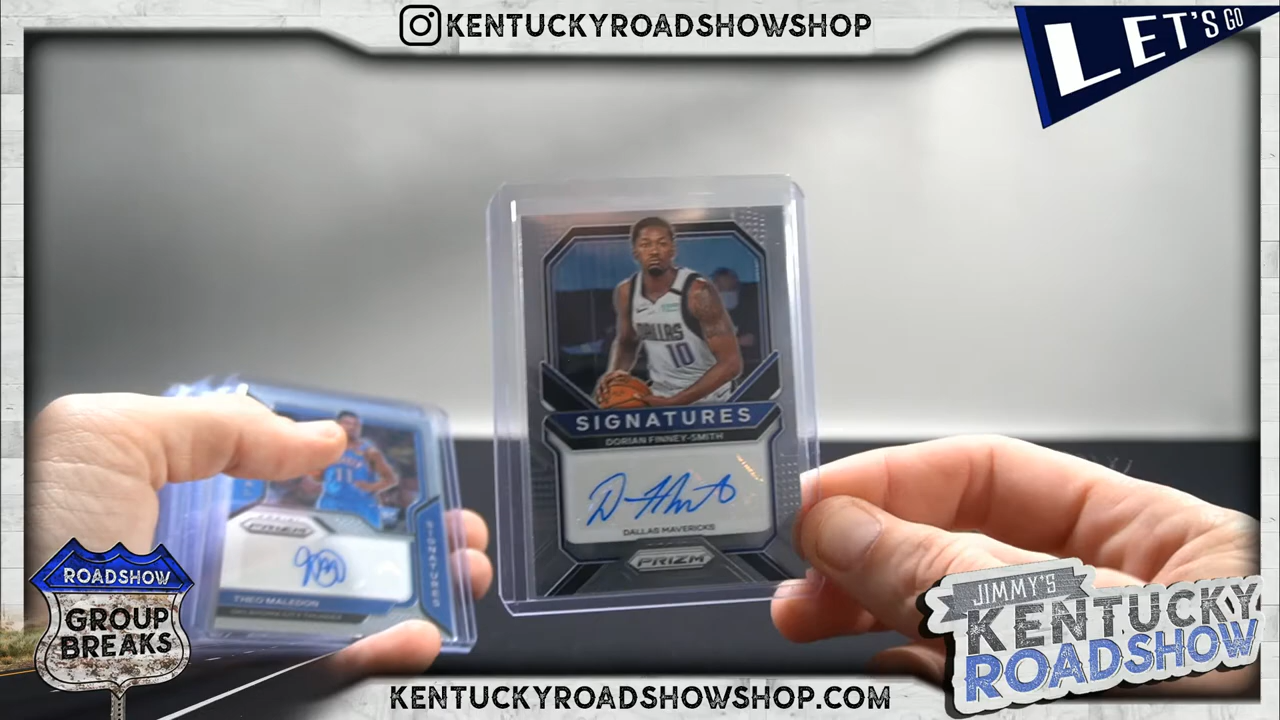 KENTUCKYROADSHOWSHOP
LET'S GO
DALLAS
10
SIGNATURES
DORIAN FINNEY-SMITH
DALLAS MAVERICKS
PRIZM
11
PRIZM
SIGNATURES
THEO MALEDON
ROADSHOW
GROUP
BREAKS
JIMMY'S
KENTUCKY
ROADSHOW
KENTUCKYROADSHOWSHOP.COM